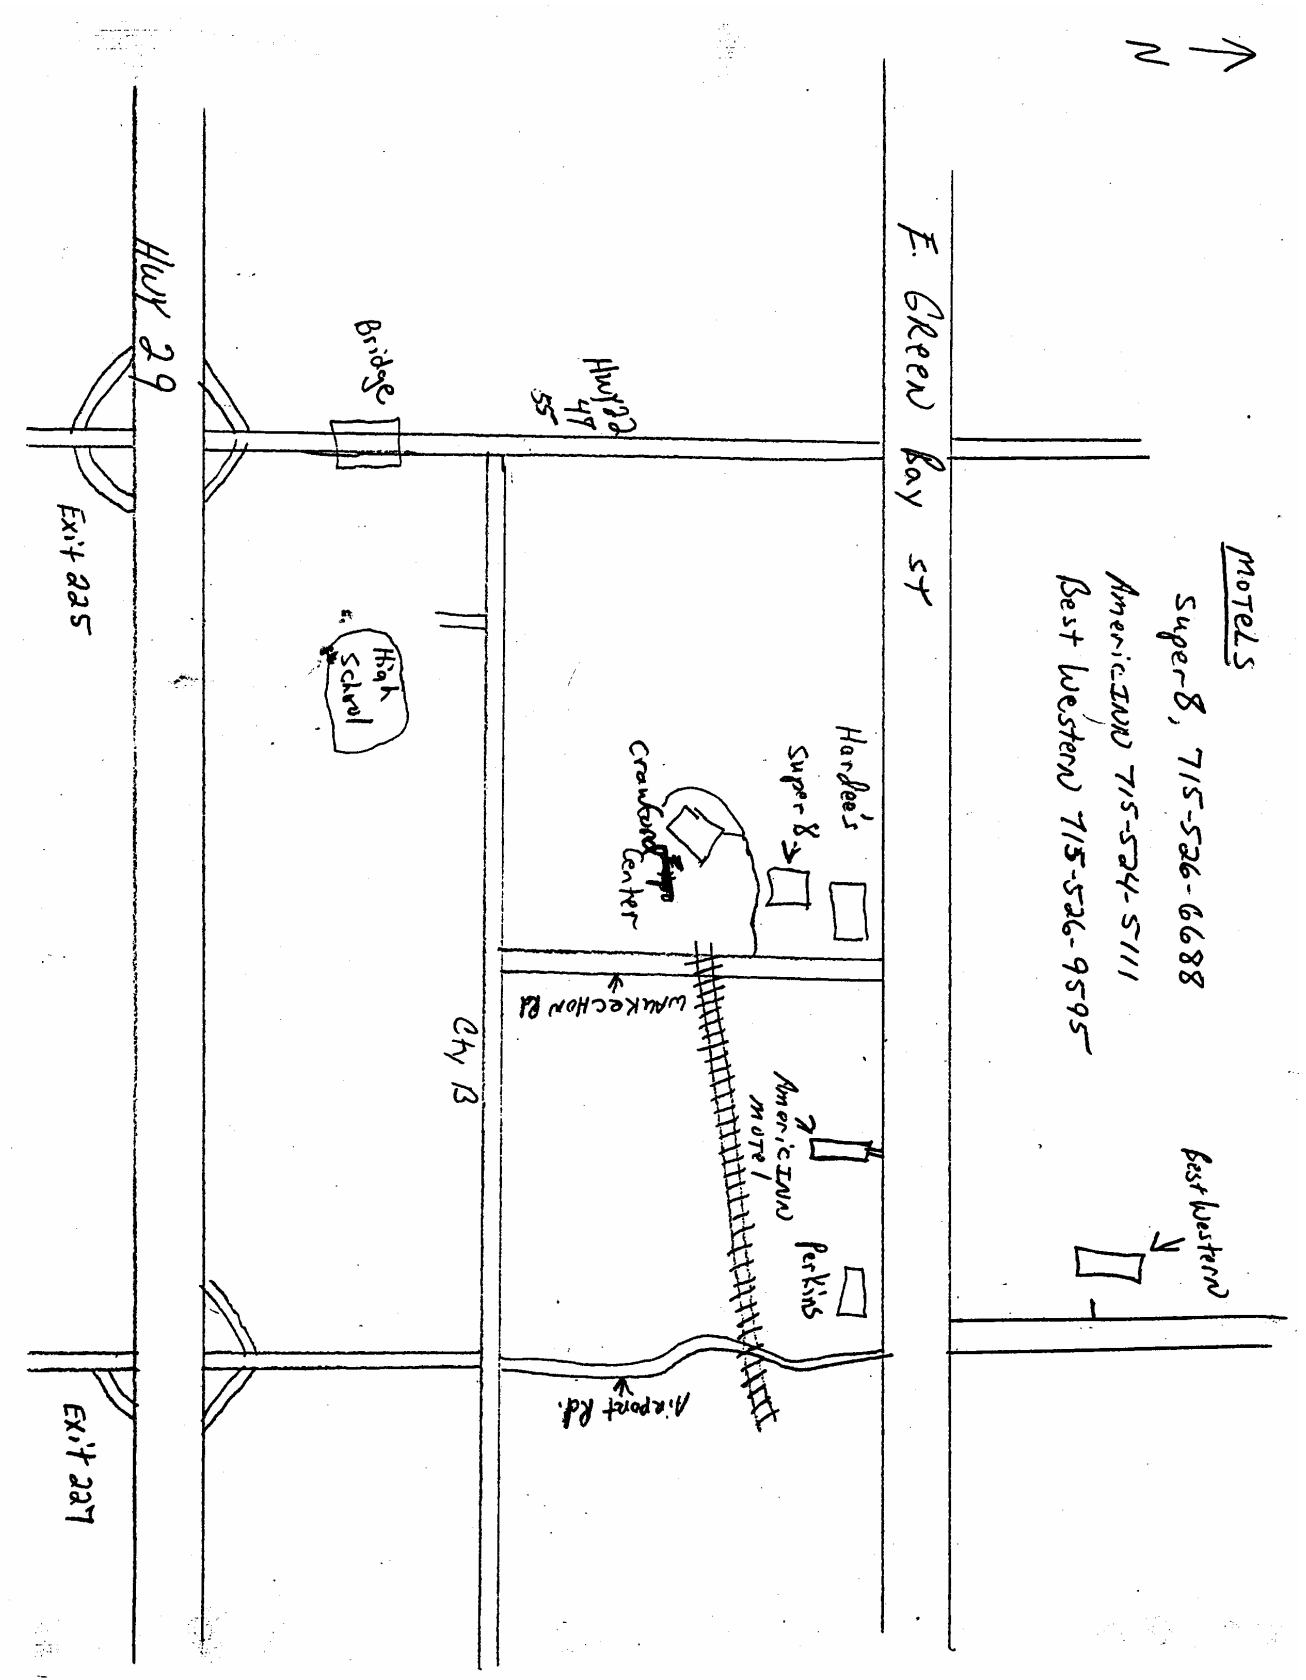 N
MOTELS
Super 8, 715-526-6688
AmericINN 715-524-5111
Best Western 715-526-9595
Best Western
E. GREEN Bay ST
Hardee's
Super 8
AmericINN
MOTEL
Perkins
Hwy 22
47
55
Crawford
Center
WAUKECHON Rd
Airport Rd.
Cty B
Bridge
High
School
HWY 29
Exit 225
Exit 227